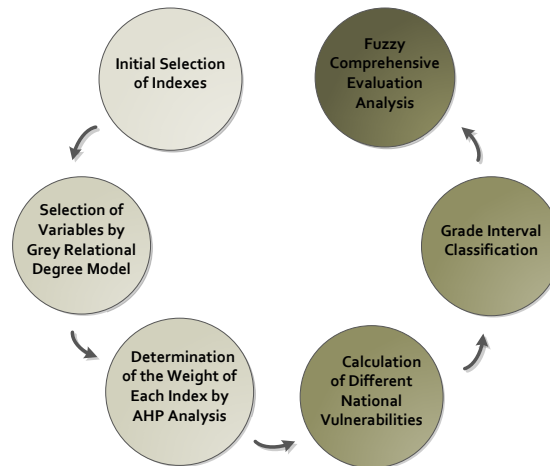 Initial Selection
of Indexes
Selection of
Variables by
Grey Relational
Degree Model
Determination
of the Weight of
Each Index by
AHP Analysis
Calculation
of Different
National
Vulnerabilities
Grade Interval
Classification
Fuzzy
Comprehensive
Evaluation
Analysis